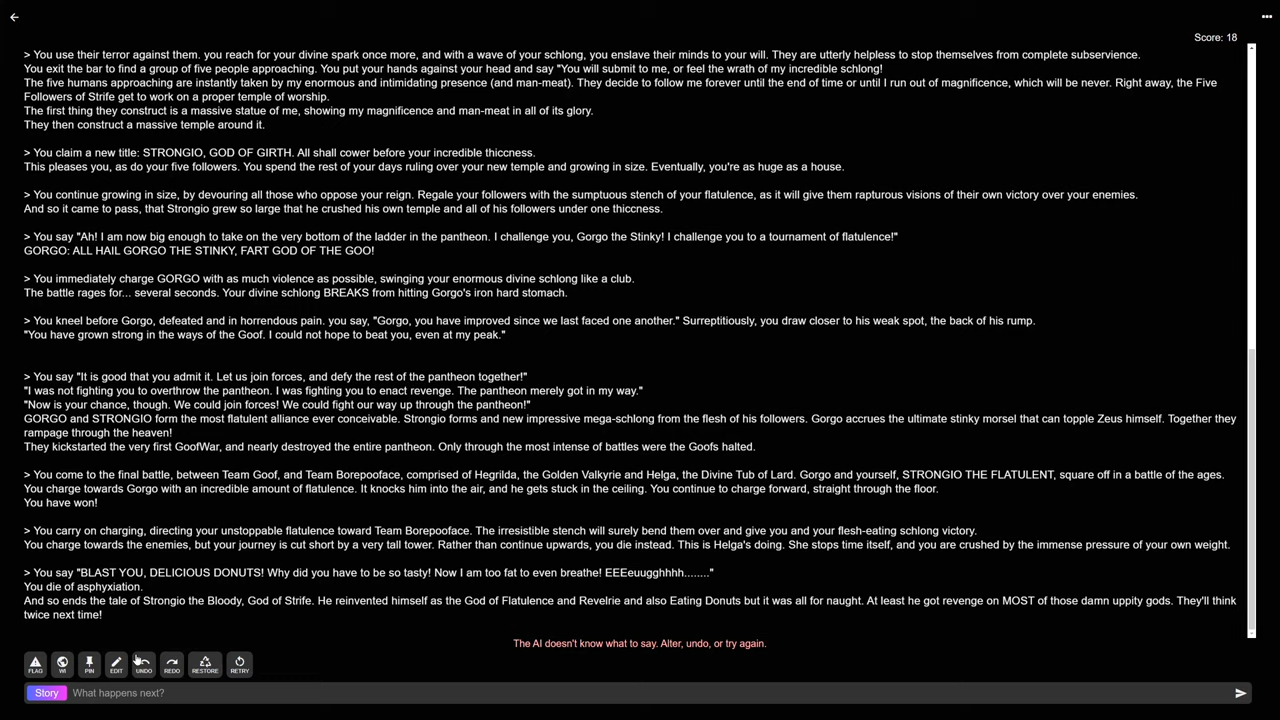 Score: 18
> You use their terror against them. you reach for your divine spark once more, and with a wave of your schlong, you enslave their minds to your will. They are utterly helpless to stop themselves from complete subservience.
You exit the bar to find a group of five people approaching. You put your hands against your head and say "You will submit to me, or feel the wrath of my incredible schlong!
The five humans approaching are instantly taken by my enormous and intimidating presence (and man-meat). They decide to follow me forever until the end of time or until I run out of magnificence, which will be never. Right away, the Five
Followers of Strife get to work on a proper temple of worship.
The first thing they construct is a massive statue of me, showing my magnificence and man-meat in all of its glory.
They then construct a massive temple around it.
> You claim a new title: STRONGIO, GOD OF GIRTH. All shall cower before your incredible thiccness.
This pleases you, as do your five followers. You spend the rest of your days ruling over your new temple and growing in size. Eventually, you're as huge as a house.
> You continue growing in size, by devouring all those who oppose your reign. Regale your followers with the sumptuous stench of your flatulence, as it will give them rapturous visions of their own victory over your enemies.
And so it came to pass, that Strongio grew so large that he crushed his own temple and all of his followers under one thiccness.
> You say "Ah! I am now big enough to take on the very bottom of the ladder in the pantheon. I challenge you, Gorgo the Stinky! I challenge you to a tournament of flatulence!"
GORGO: ALL HAIL GORGO THE STINKY, FART GOD OF THE GOO!
> You immediately charge GORGO with as much violence as possible, swinging your enormous divine schlong like a club.
The battle rages for... several seconds. Your divine schlong BREAKS from hitting Gorgo's iron hard stomach.
> You kneel before Gorgo, defeated and in horrendous pain. you say, "Gorgo, you have improved since we last faced one another." Surreptitiously, you draw closer to his weak spot, the back of his rump.
"You have grown strong in the ways of the Goof. I could not hope to beat you, even at my peak."
> You say "It is good that you admit it. Let us join forces, and defy the rest of the pantheon together!"
"I was not fighting you to overthrow the pantheon. I was fighting you to enact revenge. The pantheon merely got in my way."
"Now is your chance, though. We could join forces! We could fight our way up through the pantheon!"
GORGO and STRONGIO form the most flatulent alliance ever conceivable. Strongio forms and new impressive mega-schlong from the flesh of his followers. Gorgo accrues the ultimate stinky morsel that can topple Zeus himself. Together they
rampage through the heaven!
They kickstarted the very first GoofWar, and nearly destroyed the entire pantheon. Only through the most intense of battles were the Goofs halted.
> You come to the final battle, between Team Goof, and Team Borepooface, comprised of Hegrilda, the Golden Valkyrie and Helga, the Divine Tub of Lard. Gorgo and yourself, STRONGIO THE FLATULENT, square off in a battle of the ages.
You charge towards Gorgo with an incredible amount of flatulence. It knocks him into the air, and he gets stuck in the ceiling. You continue to charge forward, straight through the floor.
You have won!
> You carry on charging, directing your unstoppable flatulence toward Team Borepooface. The irresistible stench will surely bend them over and give you and your flesh-eating schlong victory.
You charge towards the enemies, but your journey is cut short by a very tall tower. Rather than continue upwards, you die instead. This is Helga's doing. She stops time itself, and you are crushed by the immense pressure of your own weight.
> You say "BLAST YOU, DELICIOUS DONUTS! Why did you have to be so tasty! Now I am too fat to even breathe! EEEeuugghhhh........"
You die of asphyxiation.
And so ends the tale of Strongio the Bloody, God of Strife. He reinvented himself as the God of Flatulence and Revelrie and also Eating Donuts but it was all for naught. At least he got revenge on MOST of those damn uppity gods. They'll think
twice next time!
The AI doesn't know what to say. Alter, undo, or try again.
FLAG WI PIN EDIT UNDO REDO RESTORE RETRY
Story What happens next?